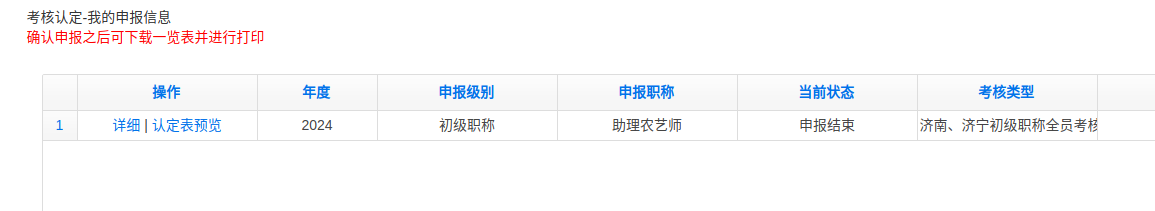 考核认定-我的申报信息
确认申报之后可下载一览表并进行打印
操作 年度 申报级别 申报职称 当前状态 考核类型
1 详细 | 认定表预览 2024 初级职称 助理农艺师 申报结束 济南、济宁初级职称全员考核